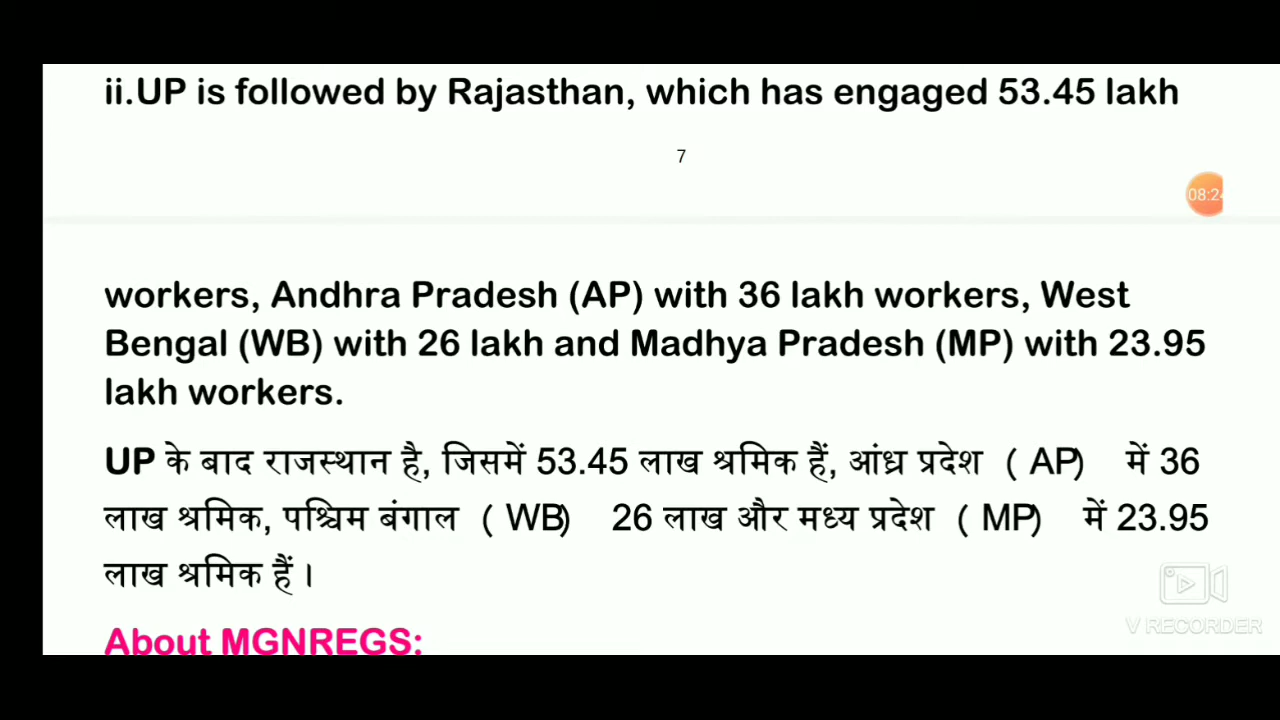 ii.UP is followed by Rajasthan, which has engaged 53.45 lakh
7
08:24
workers, Andhra Pradesh (AP) with 36 lakh workers, West
Bengal (WB) with 26 lakh and Madhya Pradesh (MP) with 23.95
lakh workers.
UP के बाद राजस्थान है, जिसमें 53.45 लाख श्रमिक हैं, आंध्र प्रदेश ( AP) में 36
लाख श्रमिक, पश्चिम बंगाल ( WB) 26 लाख और मध्य प्रदेश ( MP) में 23.95
लाख श्रमिक हैं।
V RECORDER
About MGNREGS: